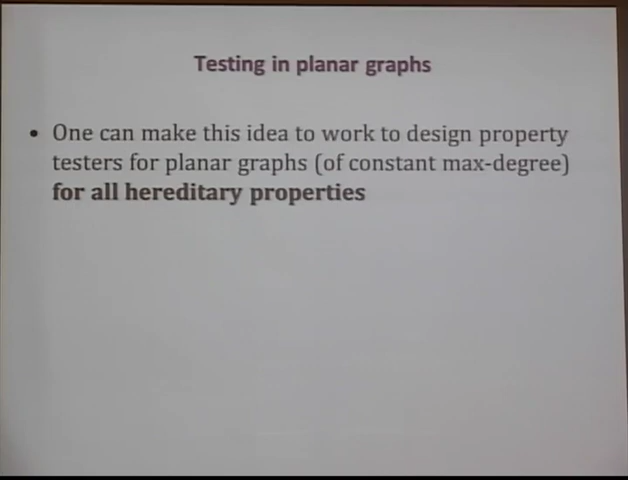 Testing in planar graphs
• One can make this idea to work to design property
testers for planar graphs (of constant max-degree)
for all hereditary properties